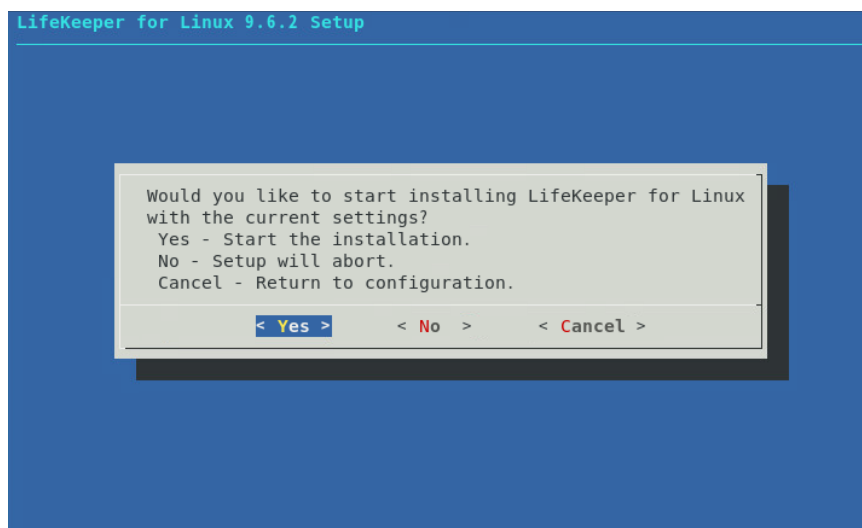 LifeKeeper for Linux 9.6.2 Setup
Would you like to start installing LifeKeeper for Linux
with the current settings?
Yes - Start the installation.
No - Setup will abort.
Cancel - Return to configuration.
< Yes > < No > < Cancel >